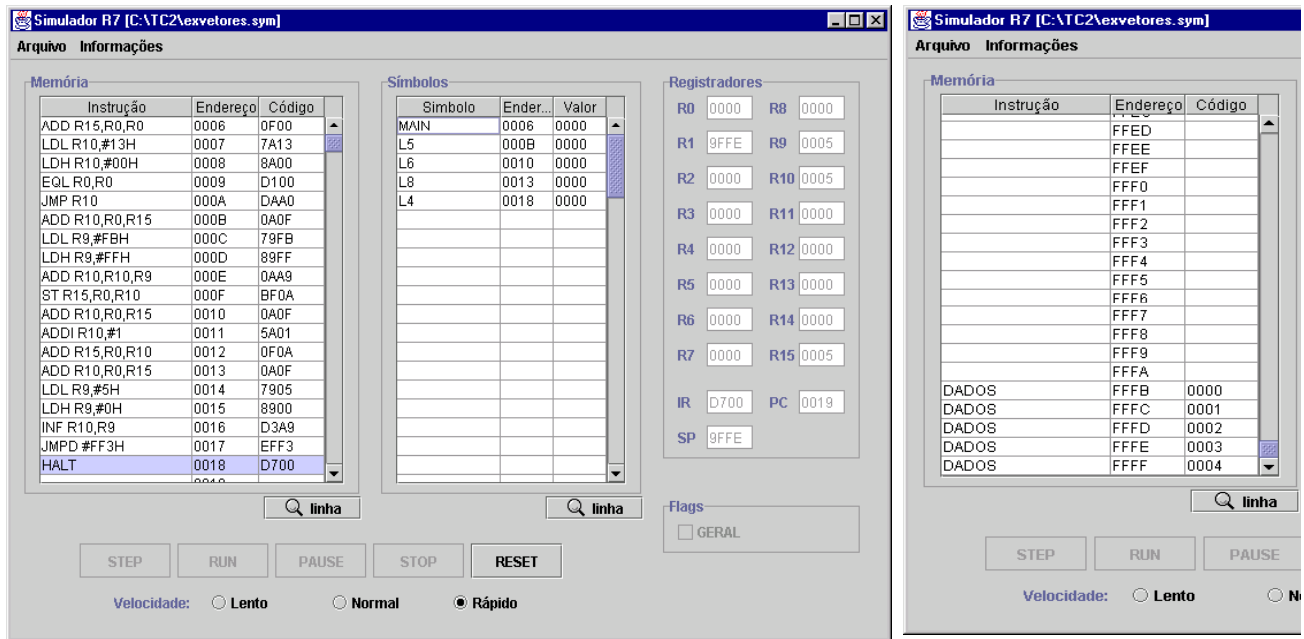 Simulador R7 [C:\TC2\exvetores.sym]
Arquivo Informações
Memória
Instrução Endereço Código
ADD R15,R0,R0 0006 0F00
LDL R10,#13H 0007 7A13
LDH R10,#00H 0008 8A00
EQL R0,R0 0009 D100
JMP R10 000A DAA0
ADD R10,R0,R15 000B 0A0F
LDL R9,#FBH 000C 79FB
LDH R9,#FFH 000D 89FF
ADD R10,R10,R9 000E 0AA9
ST R15,R0,R10 000F BF0A
ADD R10,R0,R15 0010 0A0F
ADDI R10,#1 0011 5A01
ADD R15,R0,R10 0012 0F0A
ADD R10,R0,R15 0013 0A0F
LDL R9,#5H 0014 7905
LDH R9,#0H 0015 8900
INF R10,R9 0016 D3A9
JMPD #FF3H 0017 EFF3
HALT 0018 D700
linha
Símbolos
Simbolo Ender... Valor
MAIN 0006 0000
L5 000B 0000
L6 0010 0000
L8 0013 0000
L4 0018 0000
linha
Registradores
R0 0000 R8 0000
R1 9FFE R9 0005
R2 0000 R10 0005
R3 0000 R11 0000
R4 0000 R12 0000
R5 0000 R13 0000
R6 0000 R14 0000
R7 0000 R15 0005
IR D700 PC 0019
SP 9FFE
Flags
GERAL
STEP RUN PAUSE STOP RESET
Velocidade: Lento Normal Rápido
Simulador R7 [C:\TC2\exvetores.sym]
Arquivo Informações
Memória
Instrução Endereço Código
FFED
FFEE
FFEF
FFF0
FFF1
FFF2
FFF3
FFF4
FFF5
FFF6
FFF7
FFF8
FFF9
FFFA
DADOS FFFB 0000
DADOS FFFC 0001
DADOS FFFD 0002
DADOS FFFE 0003
DADOS FFFF 0004
linha
STEP RUN PAUSE
Velocidade: Lento